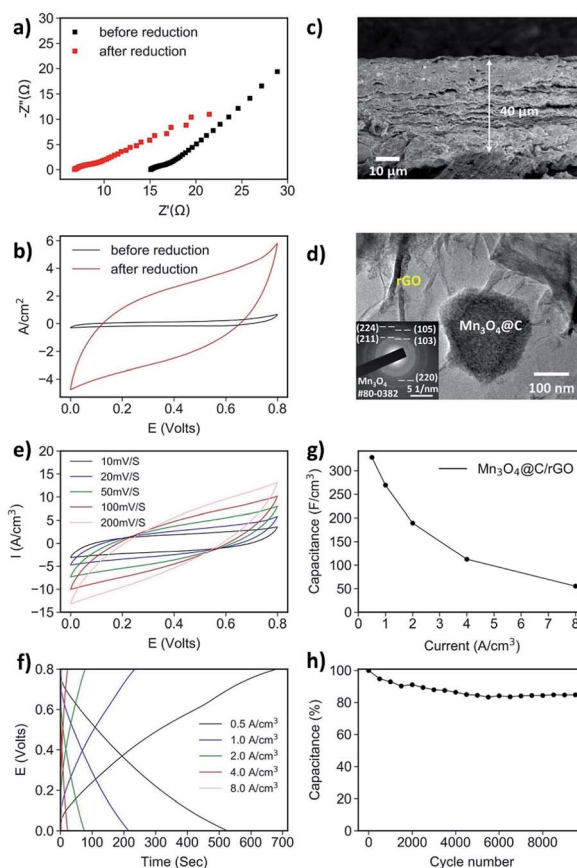 a)
-Z''(Ω)
30
25
20
15
10
5
0
before reduction
after reduction
10 15 20 25 30
Z'(Ω)
c)
40 µm
10 µm
b)
A/cm²
6
4
2
0
−2
−4
before reduction
after reduction
0.0 0.2 0.4 0.6 0.8
E (Volts)
d)
rGO
Mn₃O₄@C
(224)
(211)
(105)
(103)
(220)
Mn₃O₄
#80-0382
5 1/nm
100 nm
e)
I (A/cm³)
20
15
10
5
0
−5
−10
−15
10mV/S
20mV/S
50mV/S
100mV/S
200mV/S
0.0 0.2 0.4 0.6 0.8
E (Volts)
g)
Capacitance (F/cm³)
300
250
200
150
100
50
0
Mn₃O₄@C/rGO
0 1 2 3 4 5 6 7 8
Current (A/cm³)
f)
E (Volts)
0.8
0.6
0.4
0.2
0.0
0.5 A/cm³
1.0 A/cm³
2.0 A/cm³
4.0 A/cm³
8.0 A/cm³
0 100 200 300 400 500 600 700
Time (Sec)
h)
Capacitance (%)
100
80
60
40
20
0
0 2000 4000 6000 8000
Cycle number